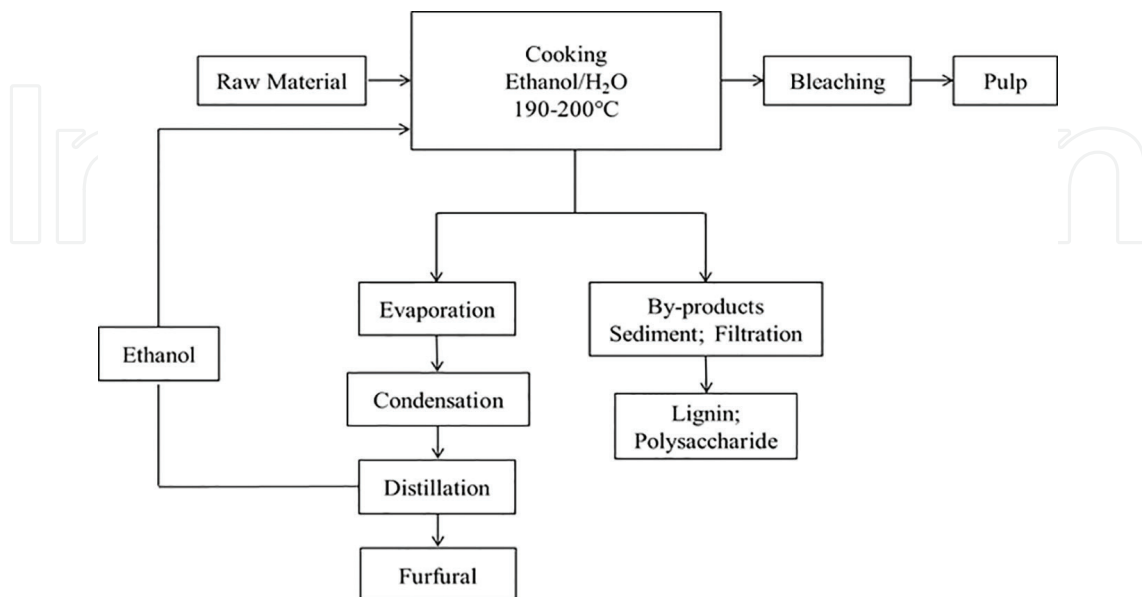 Raw Material
Cooking
Ethanol/H₂O
190-200°C
Bleaching
Pulp
Evaporation
By-products
Sediment; Filtration
Ethanol
Condensation
Lignin;
Polysaccharide
Distillation
Furfural